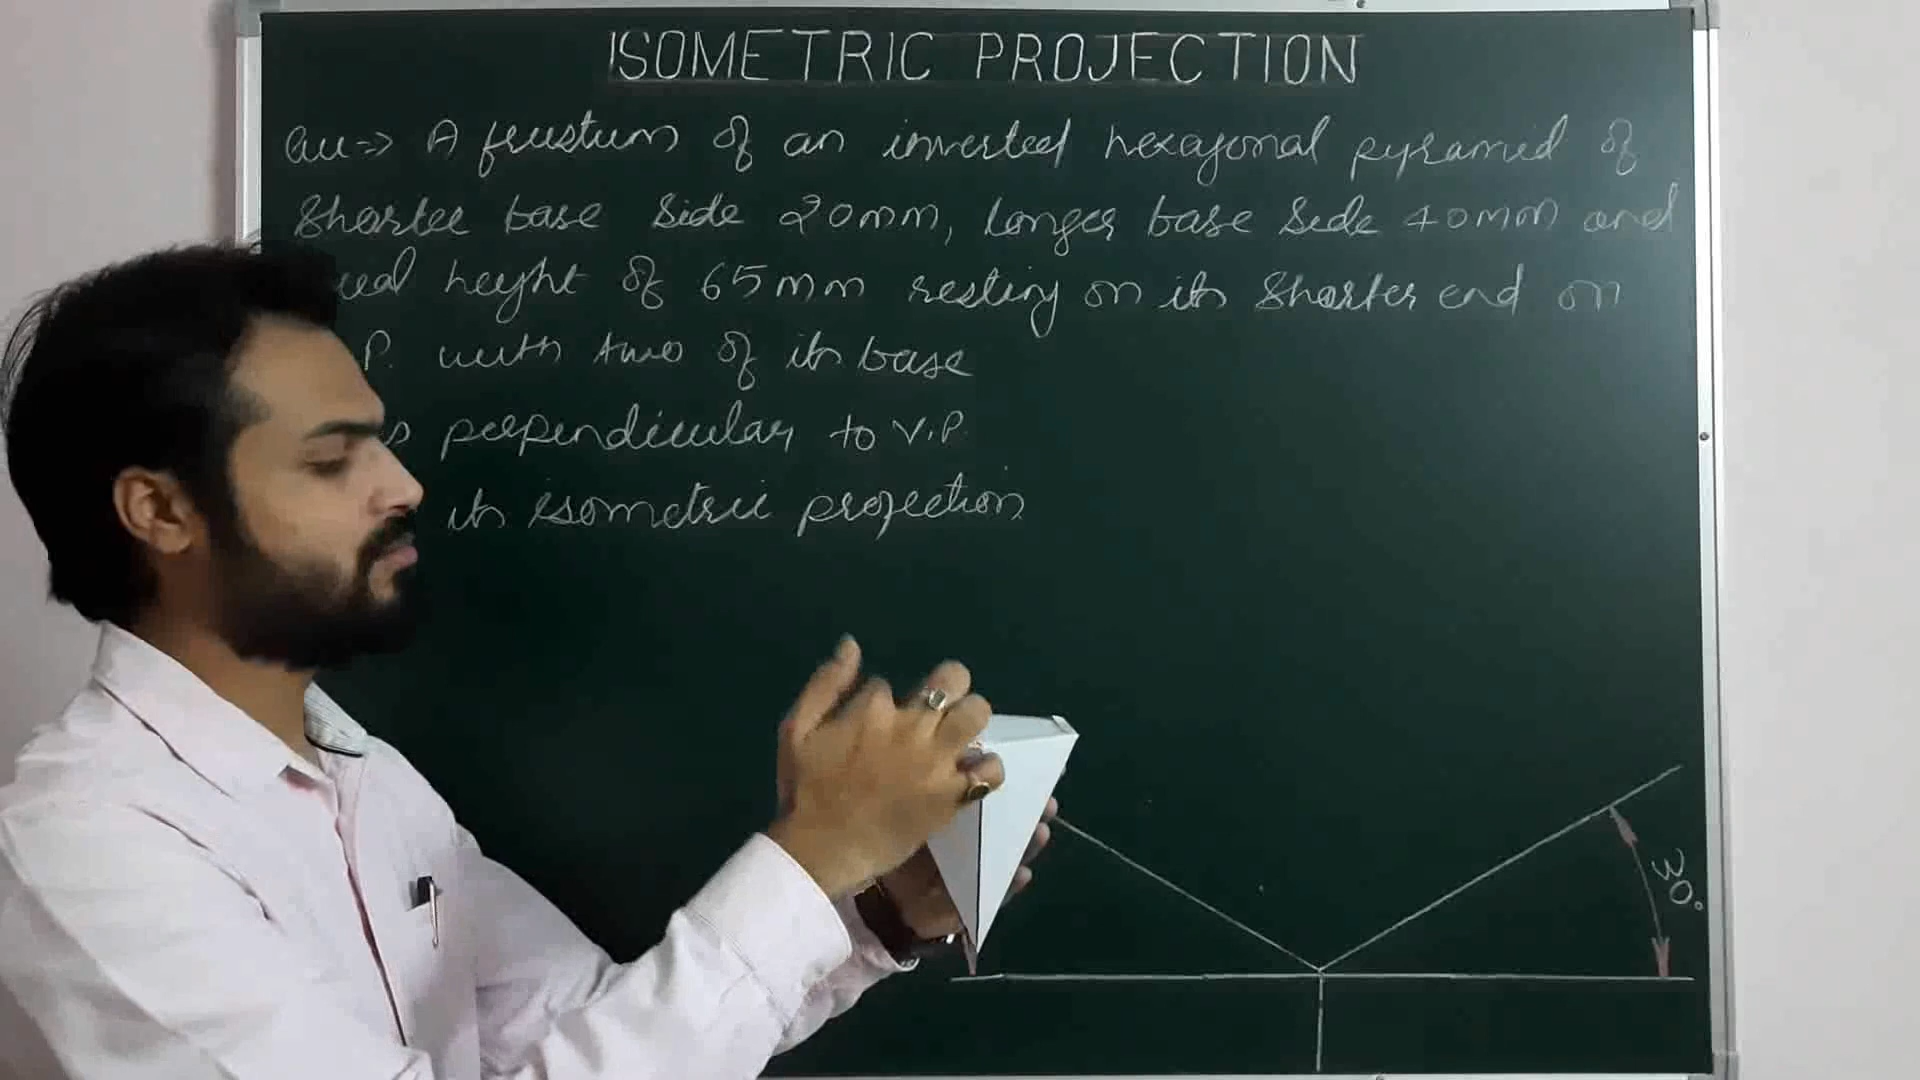 ISOMETRIC PROJECTION
Qu=> A frustum of an inverted hexagonal pyramid of
shorter base side 20mm, longer base side 40mm and
height of 65mm resting on its shorter end on
P. with two of its base
perpendicular to V.P.
its isometric projection.
30°